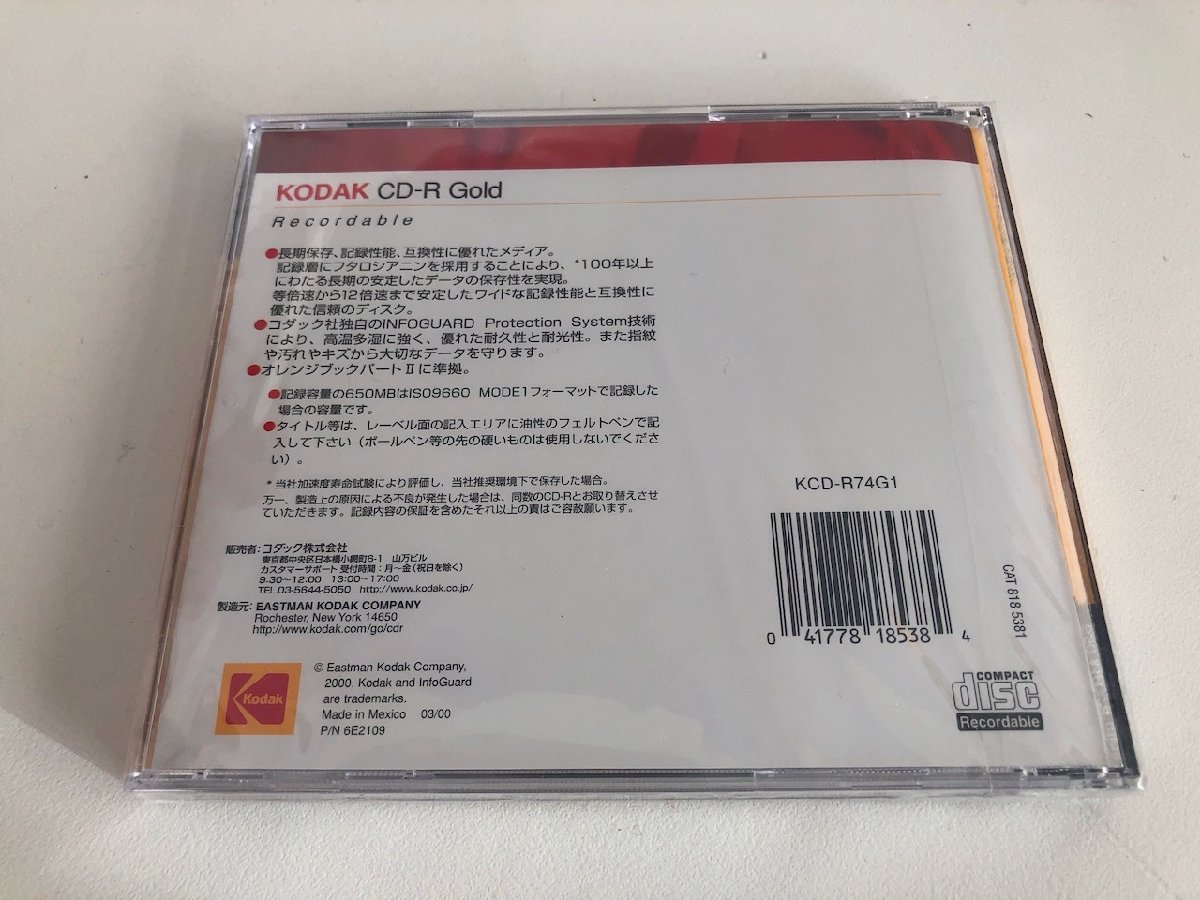 KODAK CD-R Gold
Recordable
●長期保存、記録性能、互換性に優れたメディア。
記録層にフタロシアニンを採用することにより、*100年以上
にわたる長期の安定したデータの保存性を実現。
等倍速から12倍速まで安定したワイドな記録性能と互換性に
優れた信頼のディスク。
●コダック社独自のINFOGUARD Protection System技術
により、高温多湿に強く、優れた耐久性と耐光性。また指紋
や汚れやキズから大切なデータを守ります。
●オレンジブックパートⅡに準拠。
●記録容量の650MBはISO9660 MODE1フォーマットで記録した
場合の容量です。
●タイトル等は、レーベル面の記入エリアに油性のフェルトペンで記
入して下さい（ボールペン等の先の硬いものは使用しないでくださ
い）。
* 当社加速度寿命試験により評価し、当社推奨環境下で保存した場合。
万一、製造上の原因による不良が発生した場合は、同数のCD-Rとお取り替えさせ
ていただきます。記録内容の保証を含めたそれ以上の責はご容赦願います。
販売者：コダック株式会社
東京都中央区日本橋小網町6-1 山万ビル
カスタマーサポート 受付時間：月～金（祝日を除く）
9:30～12:00 13:00～17:00
TEL 03-5644-5050 http://www.kodak.co.jp/
製造元：EASTMAN KODAK COMPANY
Rochester, New York 14650
http://www.kodak.com/go/cdr
Kodak
© Eastman Kodak Company,
2000. Kodak and InfoGuard
are trademarks.
Made in Mexico 03/00
P/N 6E2109
KCD-R74G1
0 41778 18538 4
CAT 818 5381
COMPACT
disc
Recordable